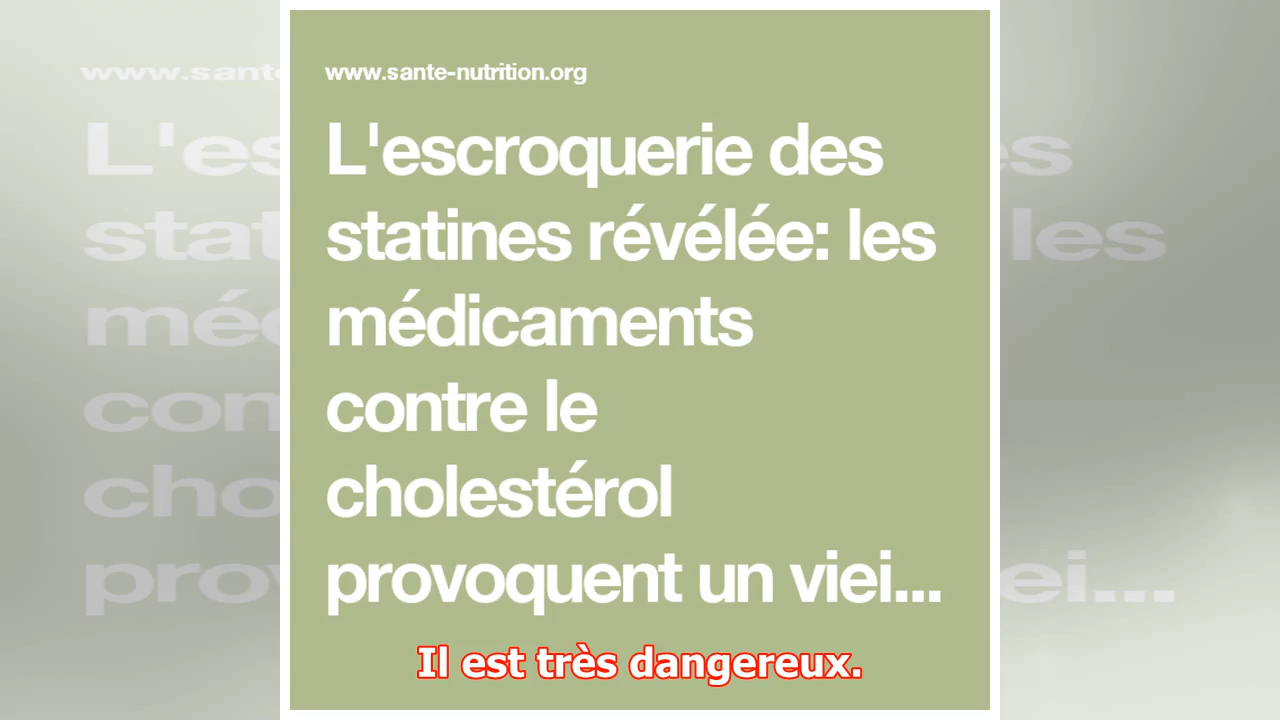 www.sante-nutrition.org
L'escroquerie des
statines révélée: les
médicaments
contre le
cholestérol
provoquent un viei...
Il est très dangereux.